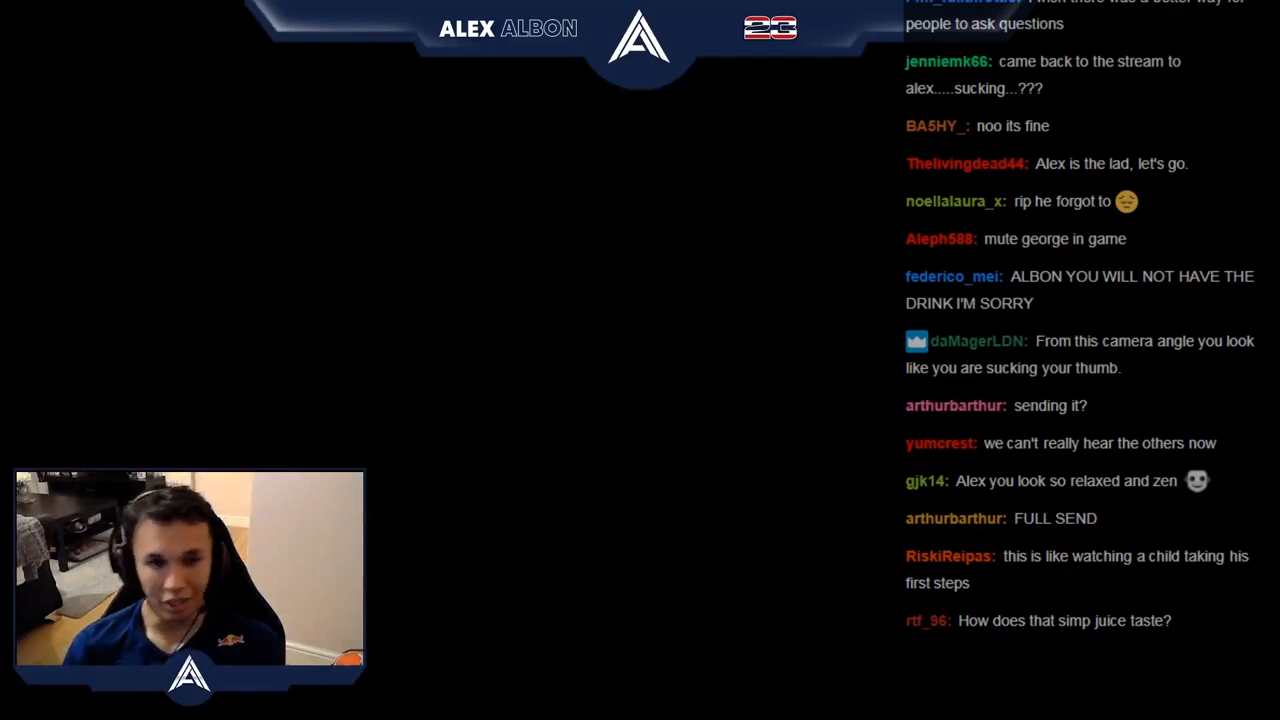 ALEX ALBON
23
people to ask questions
jenniemk66: came back to the stream to
alex.....sucking...???
BA5HY_: noo its fine
Thelivingdead44: Alex is the lad, let's go.
noellalaura_x: rip he forgot to
Aleph588: mute george in game
federico_mei: ALBON YOU WILL NOT HAVE THE
DRINK I'M SORRY
daMagerLDN: From this camera angle you look
like you are sucking your thumb.
arthurbarthur: sending it?
yumcrest: we can't really hear the others now
gjk14: Alex you look so relaxed and zen
arthurbarthur: FULL SEND
RiskiReipas: this is like watching a child taking his
first steps
rtf_96: How does that simp juice taste?